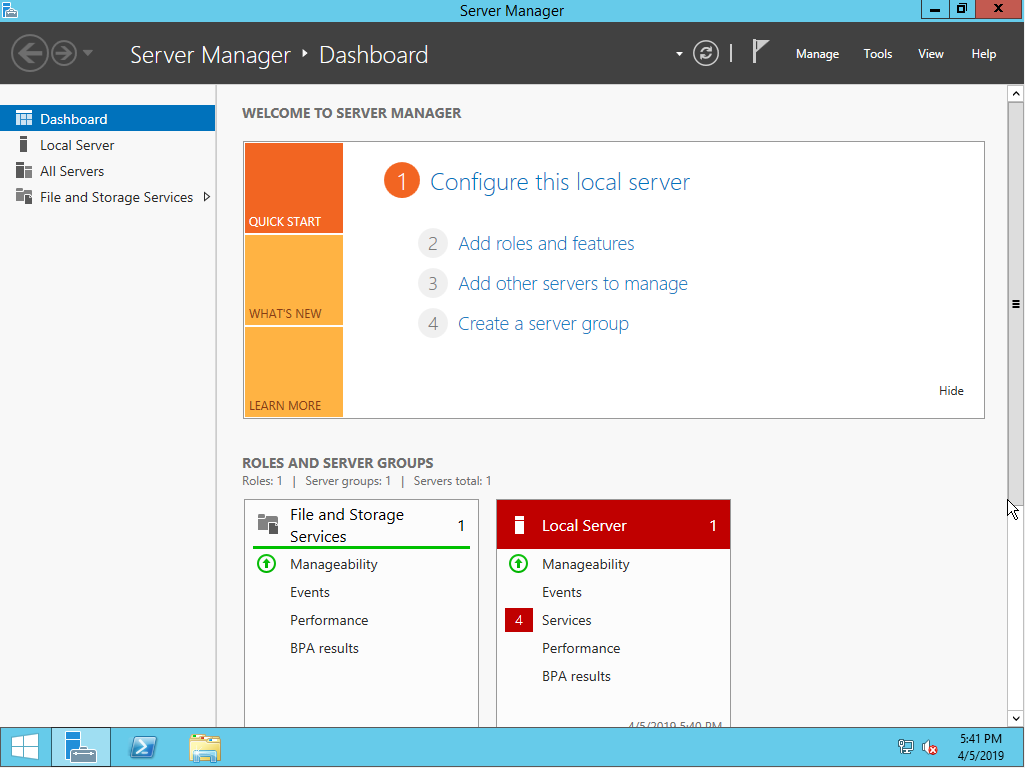 Server Manager
Server Manager ‣ Dashboard
Manage Tools View Help
Dashboard
Local Server
All Servers
File and Storage Services
WELCOME TO SERVER MANAGER
QUICK START
WHAT'S NEW
LEARN MORE
1 Configure this local server
2 Add roles and features
3 Add other servers to manage
4 Create a server group
Hide
ROLES AND SERVER GROUPS
Roles: 1 | Server groups: 1 | Servers total: 1
File and Storage
Services 1
Manageability
Events
Performance
BPA results
Local Server 1
Manageability
Events
4 Services
Performance
BPA results
4/5/2019 5:40 PM
5:41 PM
4/5/2019